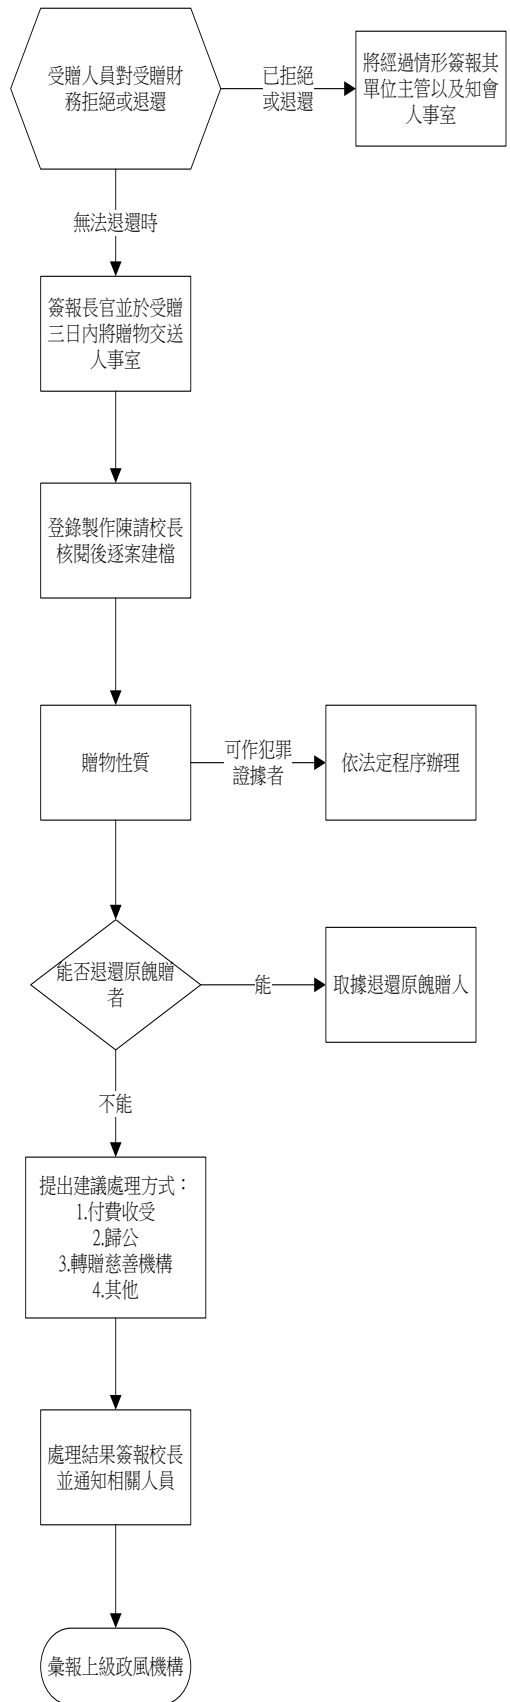 受贈人員對受贈財
務拒絕或退還
已拒絕
或退還
將經過情形簽報其
單位主管以及知會
人事室
無法退還時
簽報長官並於受贈
三日內將贈物交送
人事室
登錄製作陳請校長
核閱後逐案建檔
贈物性質
可作犯罪
證據者
依法定程序辦理
能否退還原餽贈
者
能
取據退還原餽贈人
不能
提出建議處理方式：
1.付費收受
2.歸公
3.轉贈慈善機構
4.其他
處理結果簽報校長
並通知相關人員
彙報上級政風機構